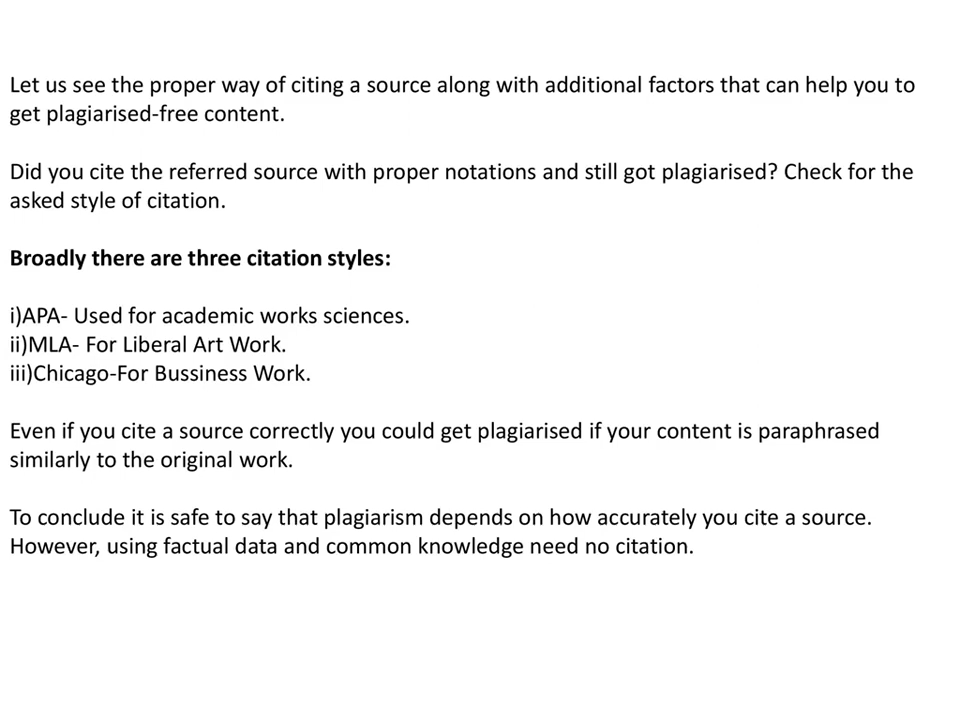 Let us see the proper way of citing a source along with additional factors that can help you to
get plagiarised-free content.
Did you cite the referred source with proper notations and still got plagiarised? Check for the
asked style of citation.
Broadly there are three citation styles:
i)APA- Used for academic works sciences.
ii)MLA- For Liberal Art Work.
iii)Chicago-For Bussiness Work.
Even if you cite a source correctly you could get plagiarised if your content is paraphrased
similarly to the original work.
To conclude it is safe to say that plagiarism depends on how accurately you cite a source.
However, using factual data and common knowledge need no citation.